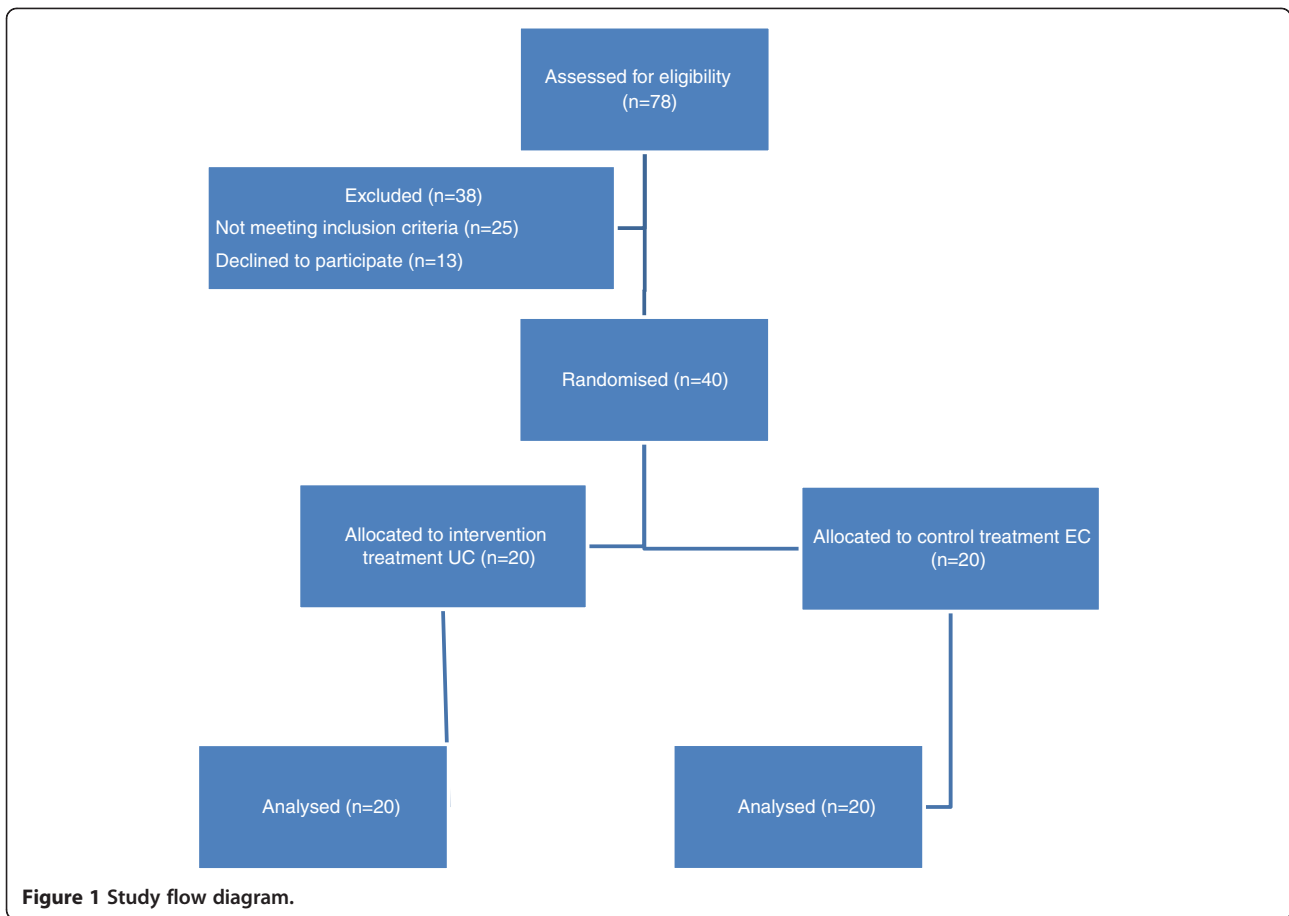 Assessed for eligibility
(n=78)
Excluded (n=38)
Not meeting inclusion criteria (n=25)
Declined to participate (n=13)
Randomised (n=40)
Allocated to intervention
treatment UC (n=20)
Allocated to control treatment EC
(n=20)
Analysed (n=20)
Analysed (n=20)
Figure 1 Study flow diagram.